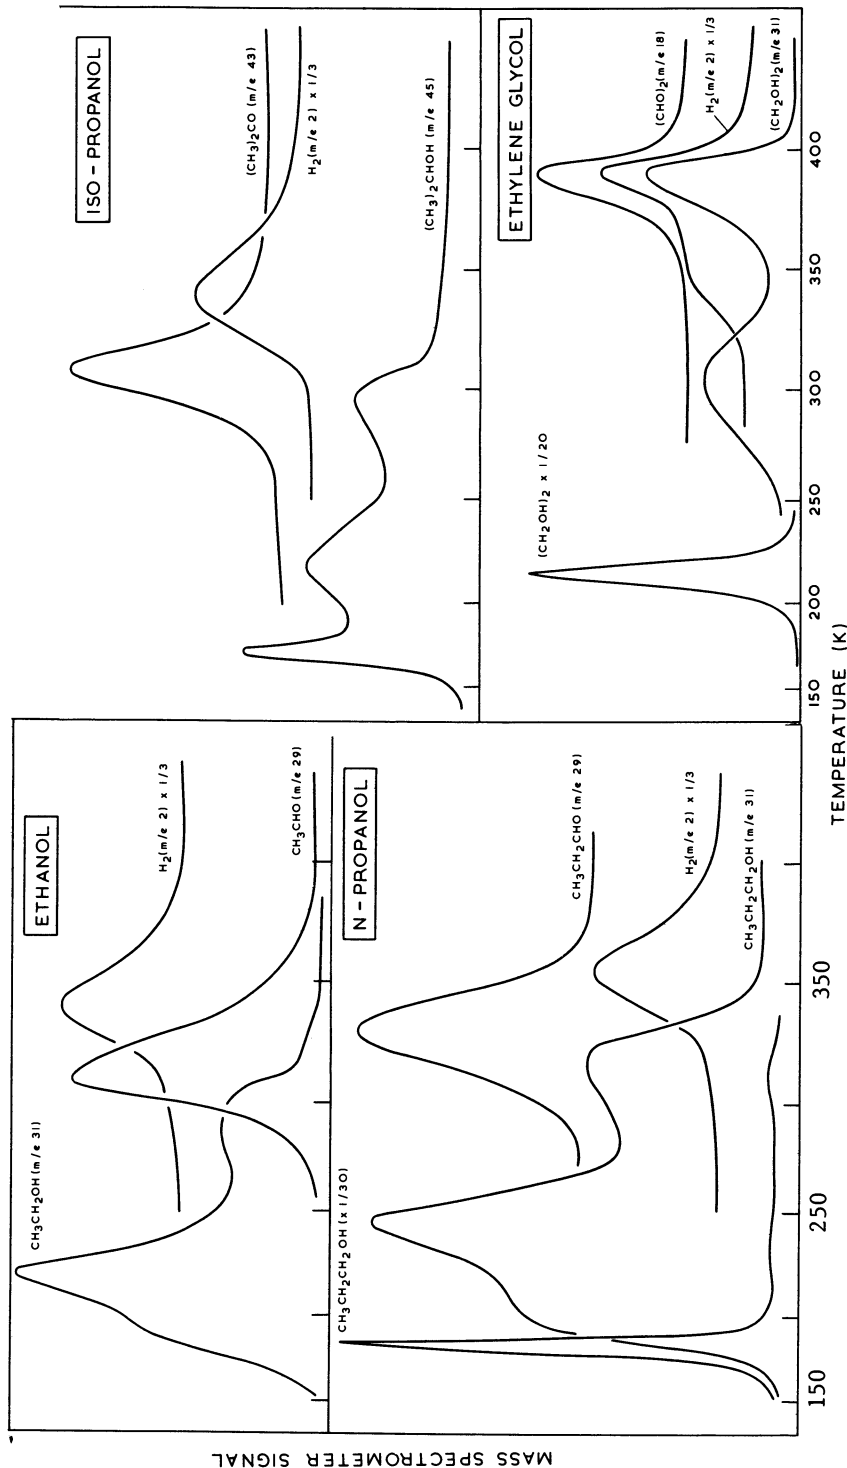 ETHANOL
CH₃CH₂OH (m/e 31)
H₂ (m/e 2) x 1/3
CH₃CHO (m/e 29)
ISO-PROPANOL
(CH₃)₂CO (m/e 43)
H₂ (m/e 2) x 1/3
(CH₃)₂CHOH (m/e 45)
N-PROPANOL
CH₃CH₂CH₂OH (x 1/30)
CH₃CH₂CHO (m/e 29)
H₂ (m/e 2) x 1/3
CH₃CH₂CH₂OH (m/e 31)
150
250
350
ETHYLENE GLYCOL
(CH₂OH)₂ x 1/20
(CHO)₂ (m/e 18)
H₂ (m/e 2) x 1/3
(CH₂OH)₂ (m/e 31)
150
200
250
300
350
400
TEMPERATURE (K)
MASS SPECTROMETER SIGNAL